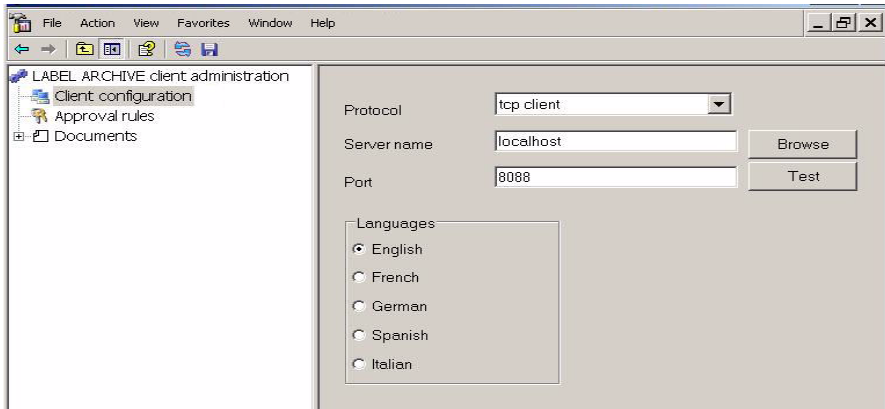 File Action View Favorites Window Help
LABEL ARCHIVE client administration
Client configuration
Approval rules
Documents
Protocol
tcp client
Server name
localhost
Browse
Port
8088
Test
Languages
English
French
German
Spanish
Italian